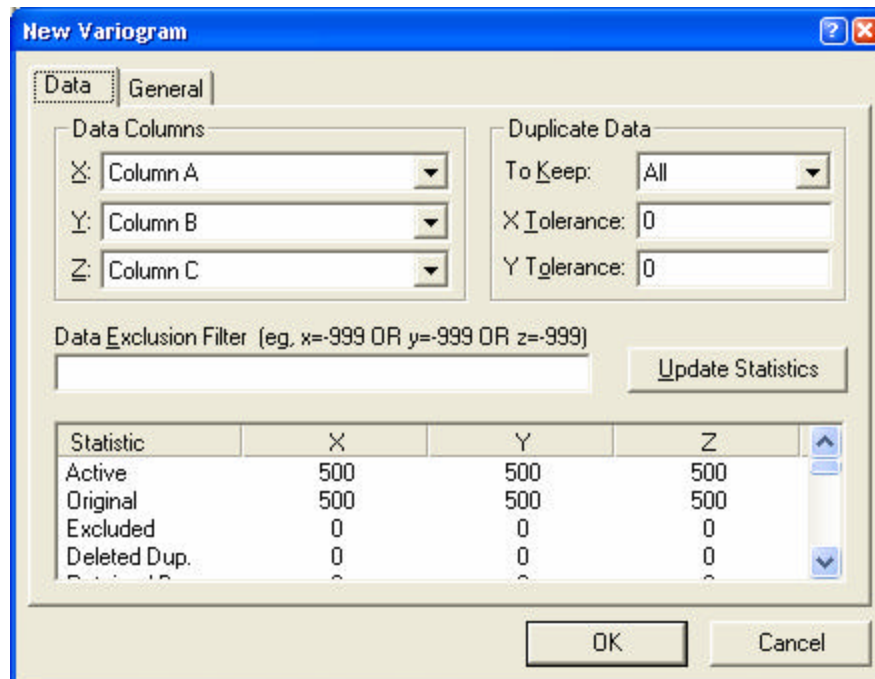 New Variogram
Data General
Data Columns
X: Column A
Y: Column B
Z: Column C
Duplicate Data
To Keep: All
X Tolerance: 0
Y Tolerance: 0
Data Exclusion Filter (eg, x=-999 OR y=-999 OR z=-999)
Update Statistics
Statistic X Y Z
Active 500 500 500
Original 500 500 500
Excluded 0 0 0
Deleted Dup. 0 0 0
OK Cancel